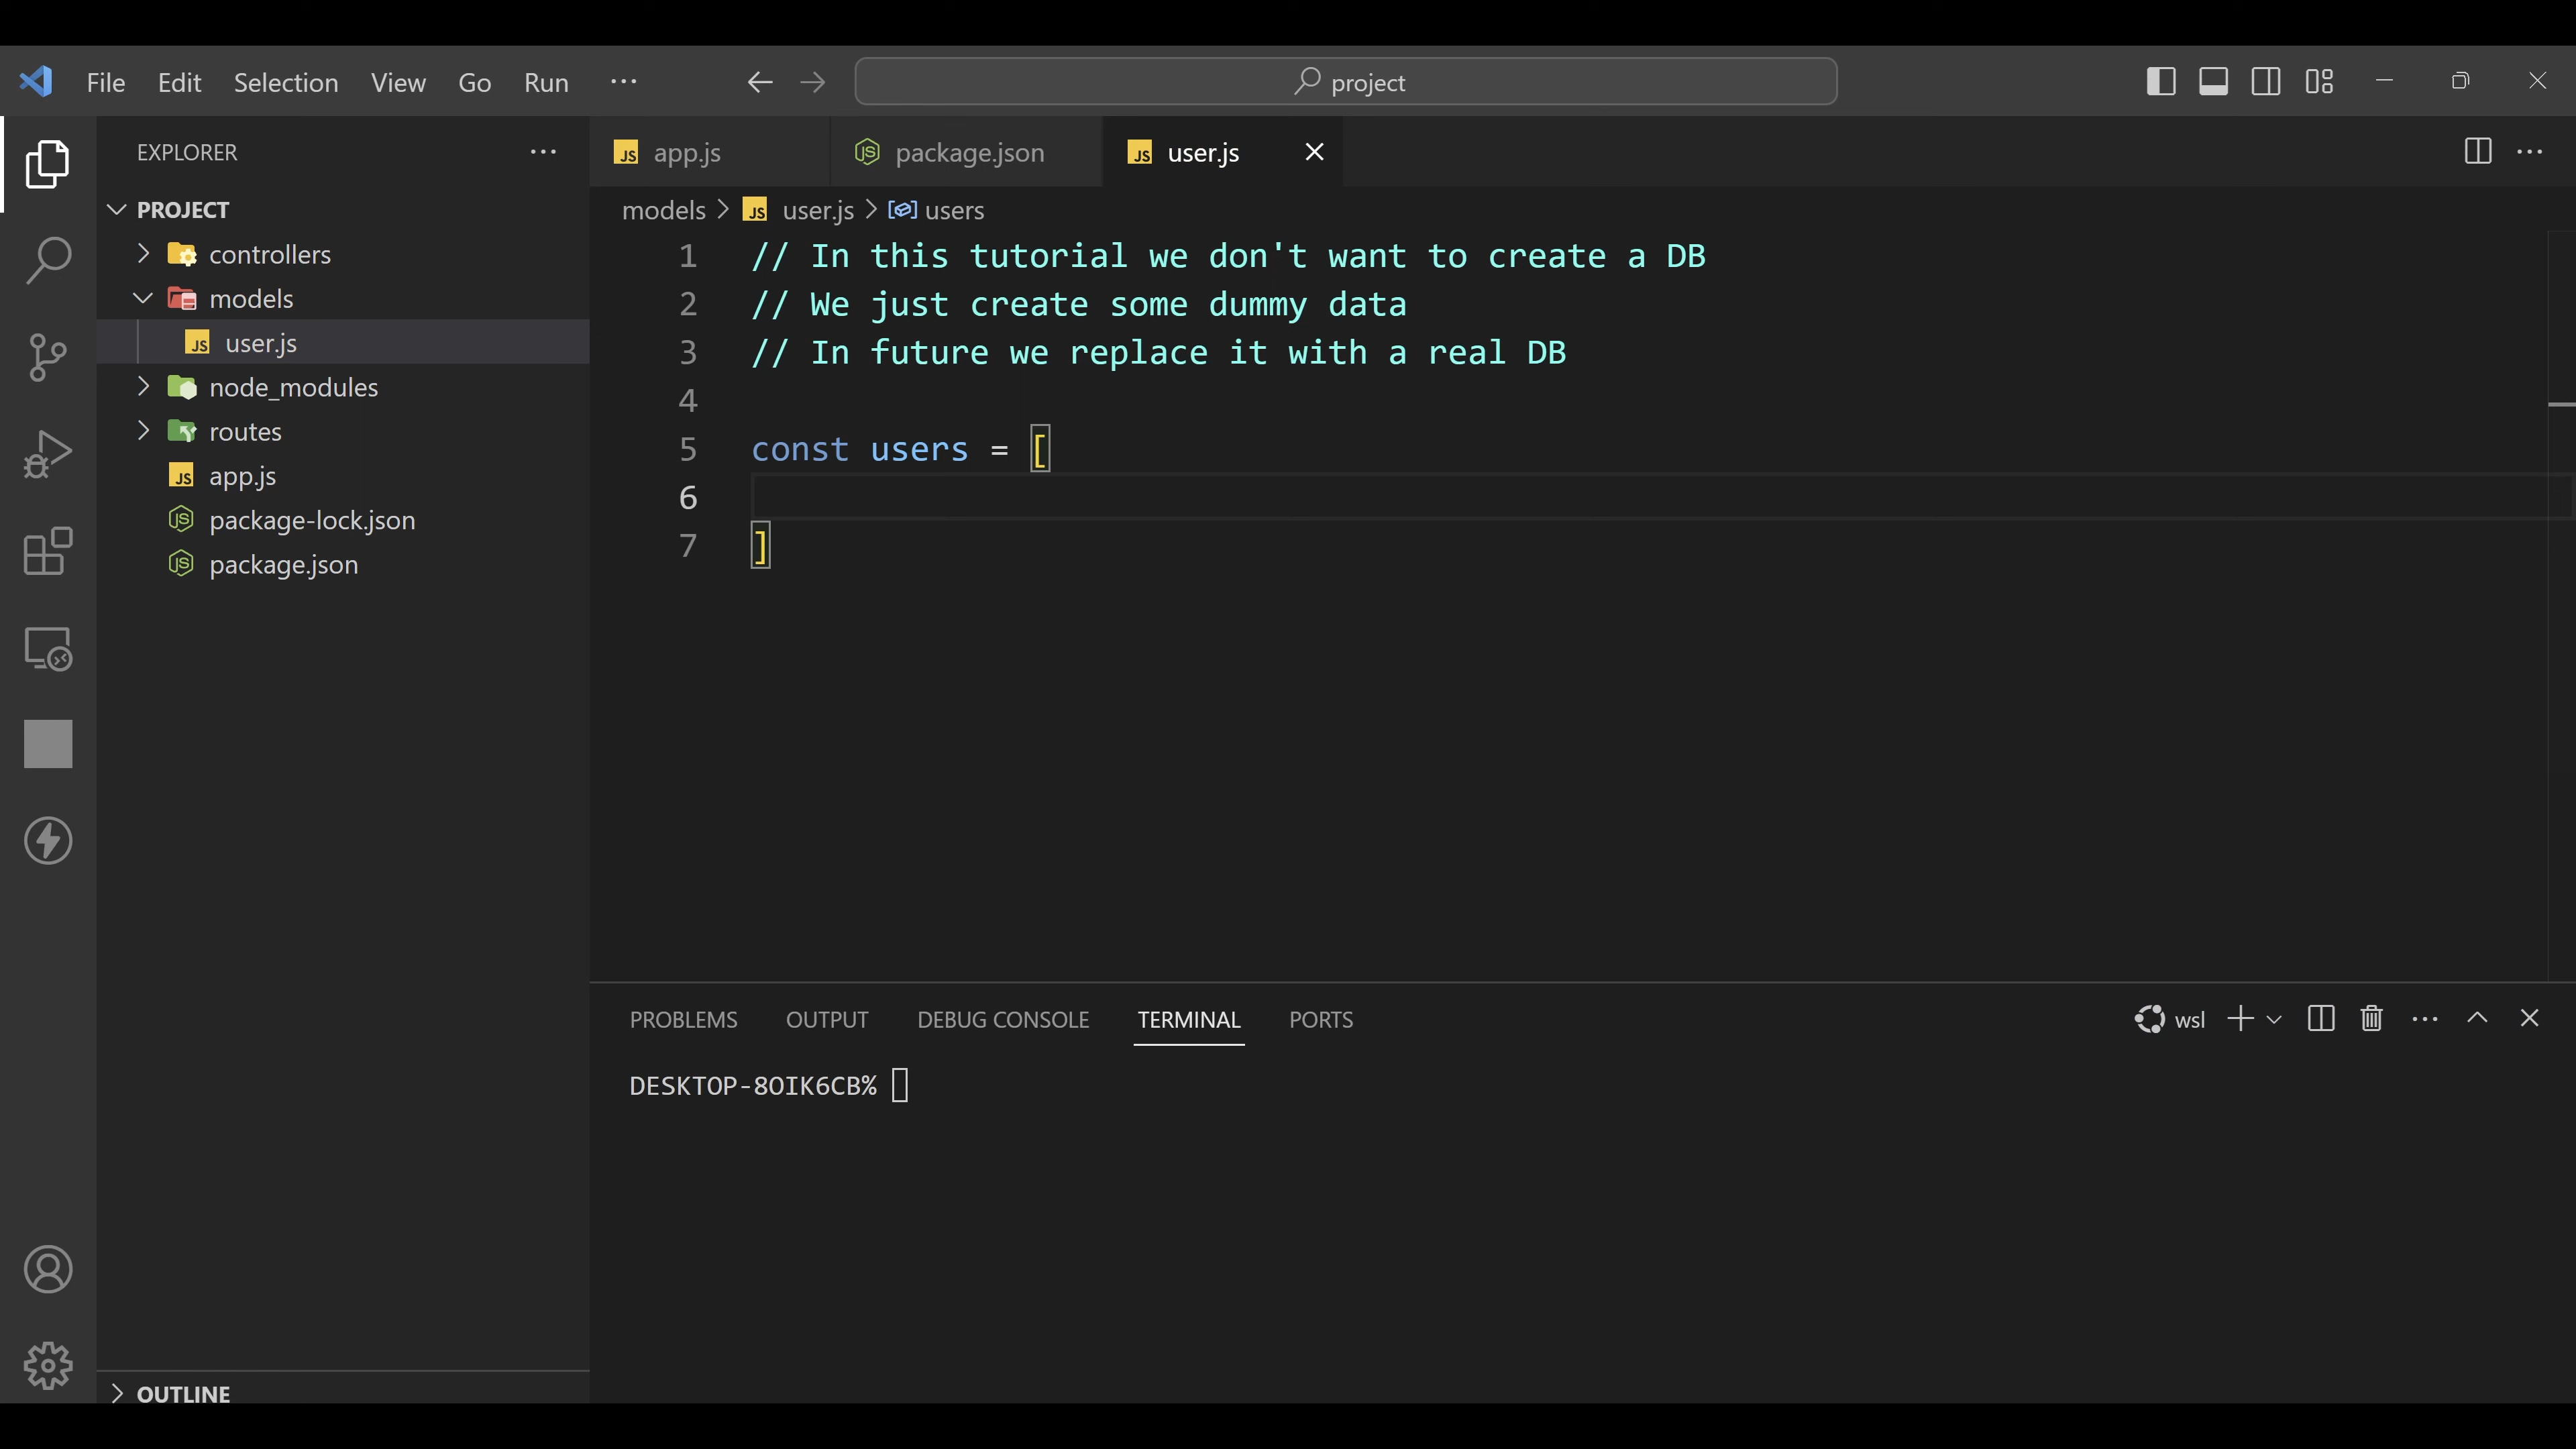 File Edit Selection View Go Run ···
project
EXPLORER
PROJECT
controllers
models
user.js
node_modules
routes
app.js
package-lock.json
package.json
OUTLINE
app.js package.json user.js
models > user.js > users
1 // In this tutorial we don't want to create a DB
2 // We just create some dummy data
3 // In future we replace it with a real DB
4
5 const users = [
6
7 ]
PROBLEMS OUTPUT DEBUG CONSOLE TERMINAL PORTS
wsl
DESKTOP-8OIK6CB%